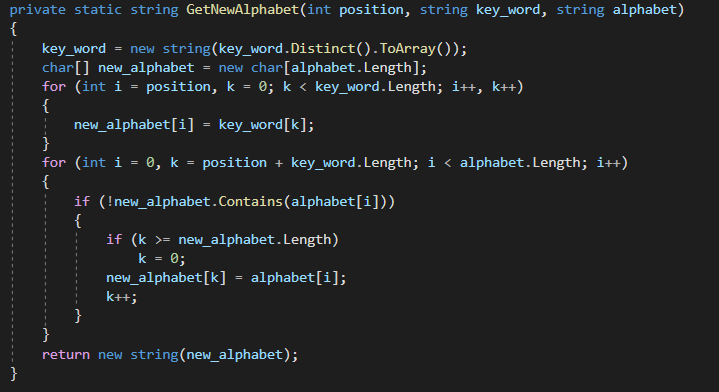 private static string GetNewAlphabet(int position, string key_word, string alphabet)
{
    key_word = new string(key_word.Distinct().ToArray());
    char[] new_alphabet = new char[alphabet.Length];
    for (int i = position, k = 0; k < key_word.Length; i++, k++)
    {
        new_alphabet[i] = key_word[k];
    }
    for (int i = 0, k = position + key_word.Length; i < alphabet.Length; i++)
    {
        if (!new_alphabet.Contains(alphabet[i]))
        {
            if (k >= new_alphabet.Length)
                k = 0;
            new_alphabet[k] = alphabet[i];
            k++;
        }
    }
    return new string(new_alphabet);
}